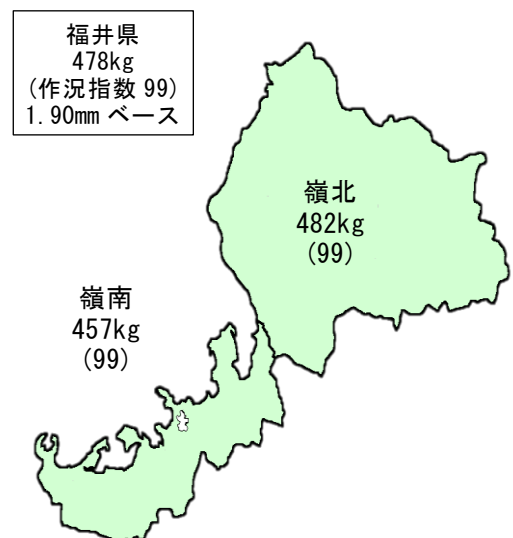 福井県
478kg
(作況指数 99)
1.90mm ベース
嶺北
482kg
(99)
嶺南
457kg
(99)